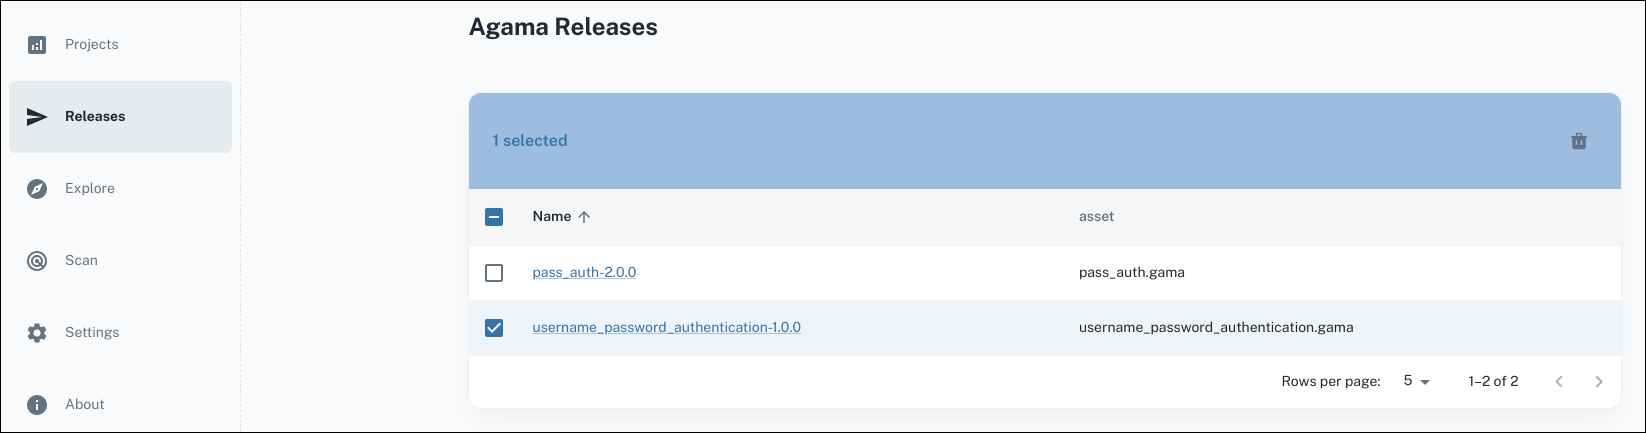 Agama Releases
Projects
Releases
Explore
Scan
Settings
About
1 selected
Name asset
pass_auth-2.0.0 pass_auth.gama
username_password_authentication-1.0.0 username_password_authentication.gama
Rows per page: 5 1–2 of 2